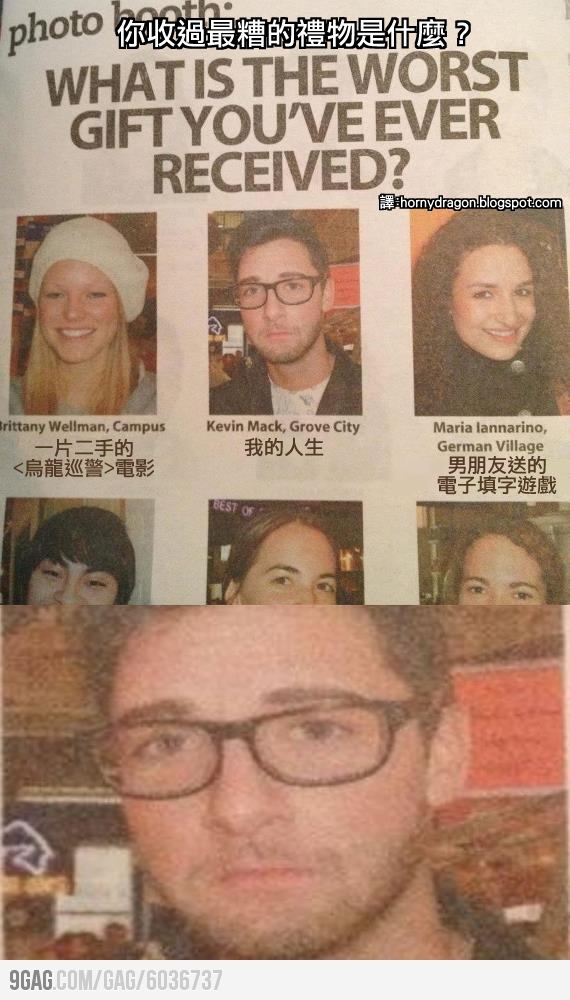 photo booth:
你收過最糟的禮物是什麼？
WHAT IS THE WORST
GIFT YOU'VE EVER
RECEIVED?
譯:hornydragon.blogspot.com
Brittany Wellman, Campus
一片二手的
<烏龍巡警>電影
Kevin Mack, Grove City
我的人生
Maria Iannarino,
German Village
男朋友送的
電子填字遊戲
BEST OF
9GAG.COM/GAG/6036737